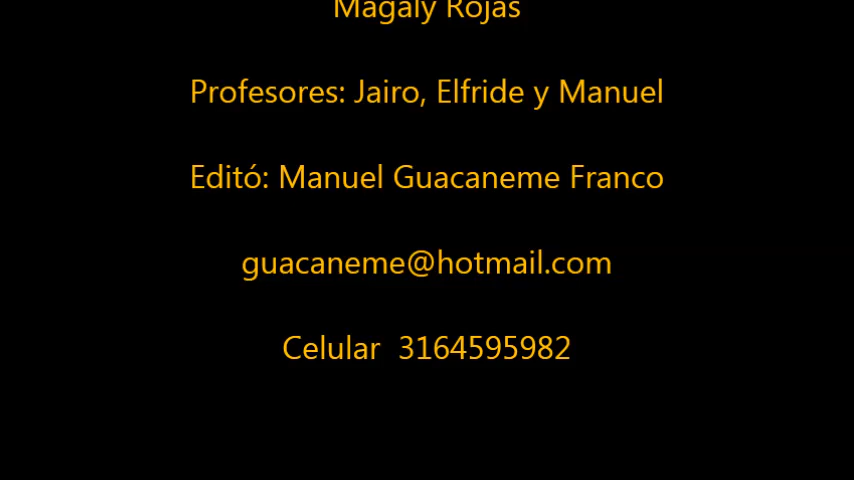 Magaly Rojas
Profesores: Jairo, Elfride y Manuel
Editó: Manuel Guacaneme Franco
guacaneme@hotmail.com
Celular  3164595982